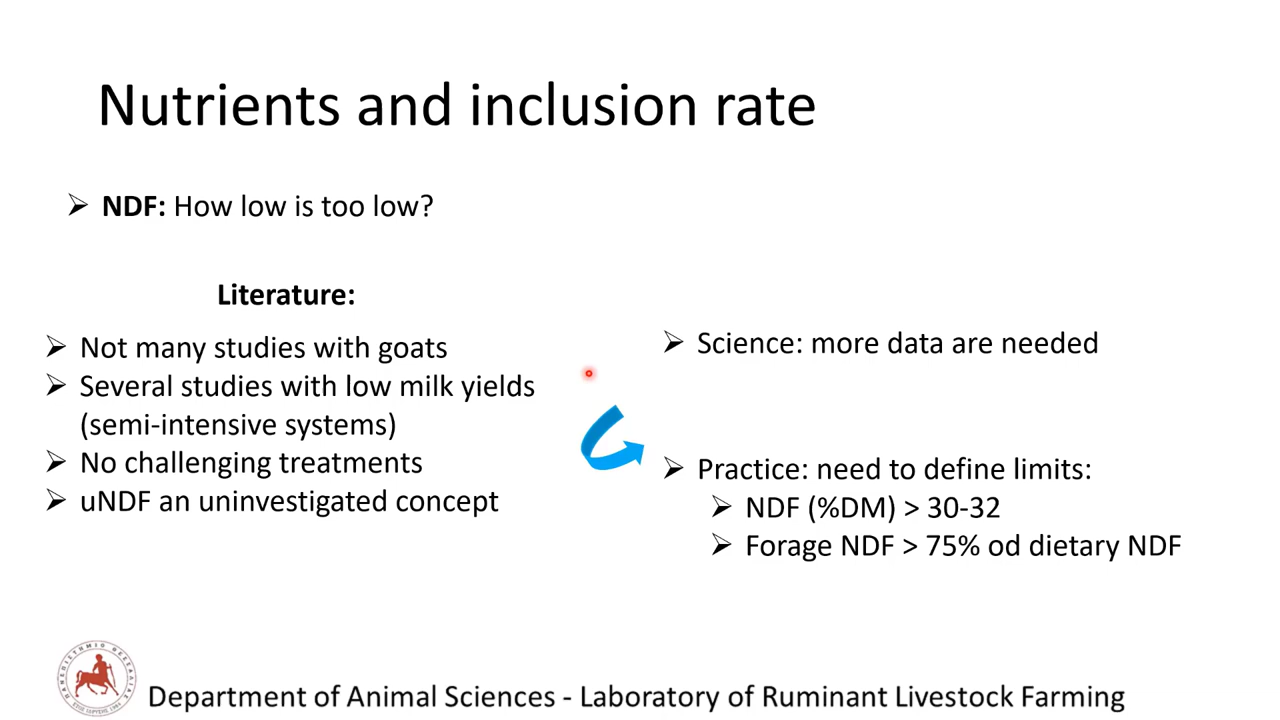 Nutrients and inclusion rate
NDF: How low is too low?
Literature:
Not many studies with goats
Several studies with low milk yields
(semi-intensive systems)
No challenging treatments
uNDF an uninvestigated concept
Science: more data are needed
Practice: need to define limits:
NDF (%DM) > 30-32
Forage NDF > 75% od dietary NDF
ΠΑΝΕΠΙΣΤΗΜΙΟ ΘΕΣΣΑΛΙΑΣ
Department of Animal Sciences - Laboratory of Ruminant Livestock Farming